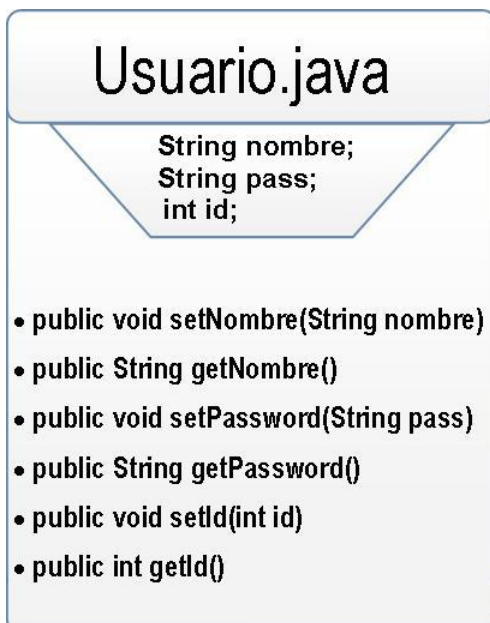 Usuario.java
String nombre;
String pass;
int id;
• public void setNombre(String nombre)
• public String getNombre()
• public void setPassword(String pass)
• public String getPassword()
• public void setId(int id)
• public int getId()